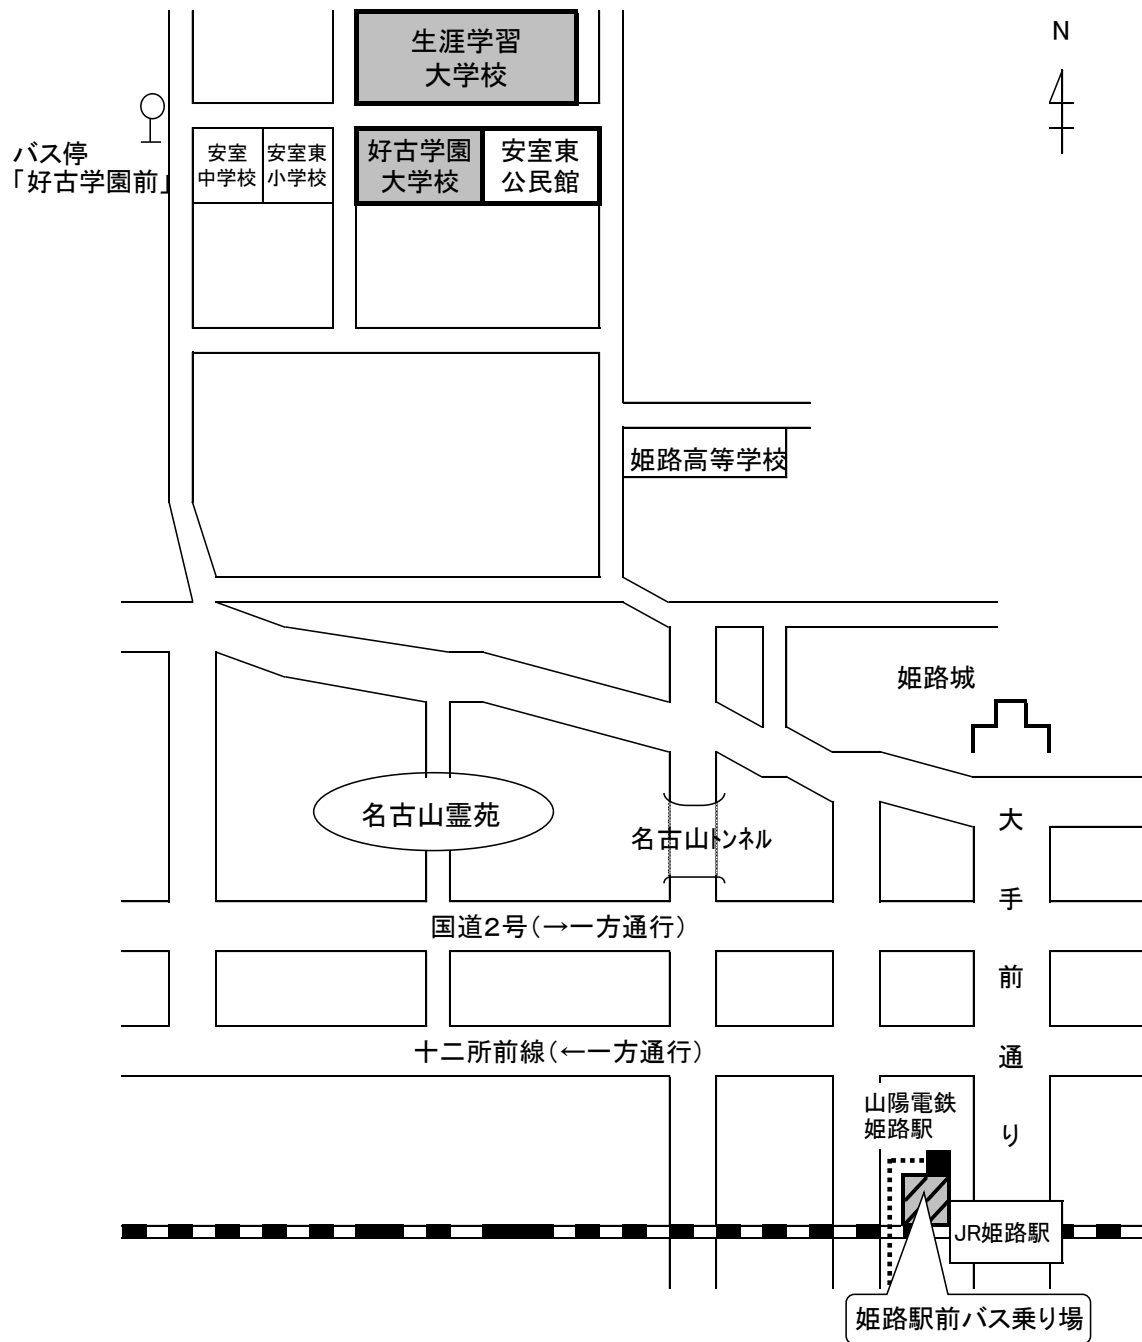 生涯学習
大学校
N
バス停
「好古学園前」
安室
中学校
安室東
小学校
好古学園
大学校
安室東
公民館
姫路高等学校
姫路城
名古山霊苑
名古山トンネル
大手前通り
国道2号(→一方通行)
十二所前線(←一方通行)
山陽電鉄
姫路駅
JR姫路駅
姫路駅前バス乗り場